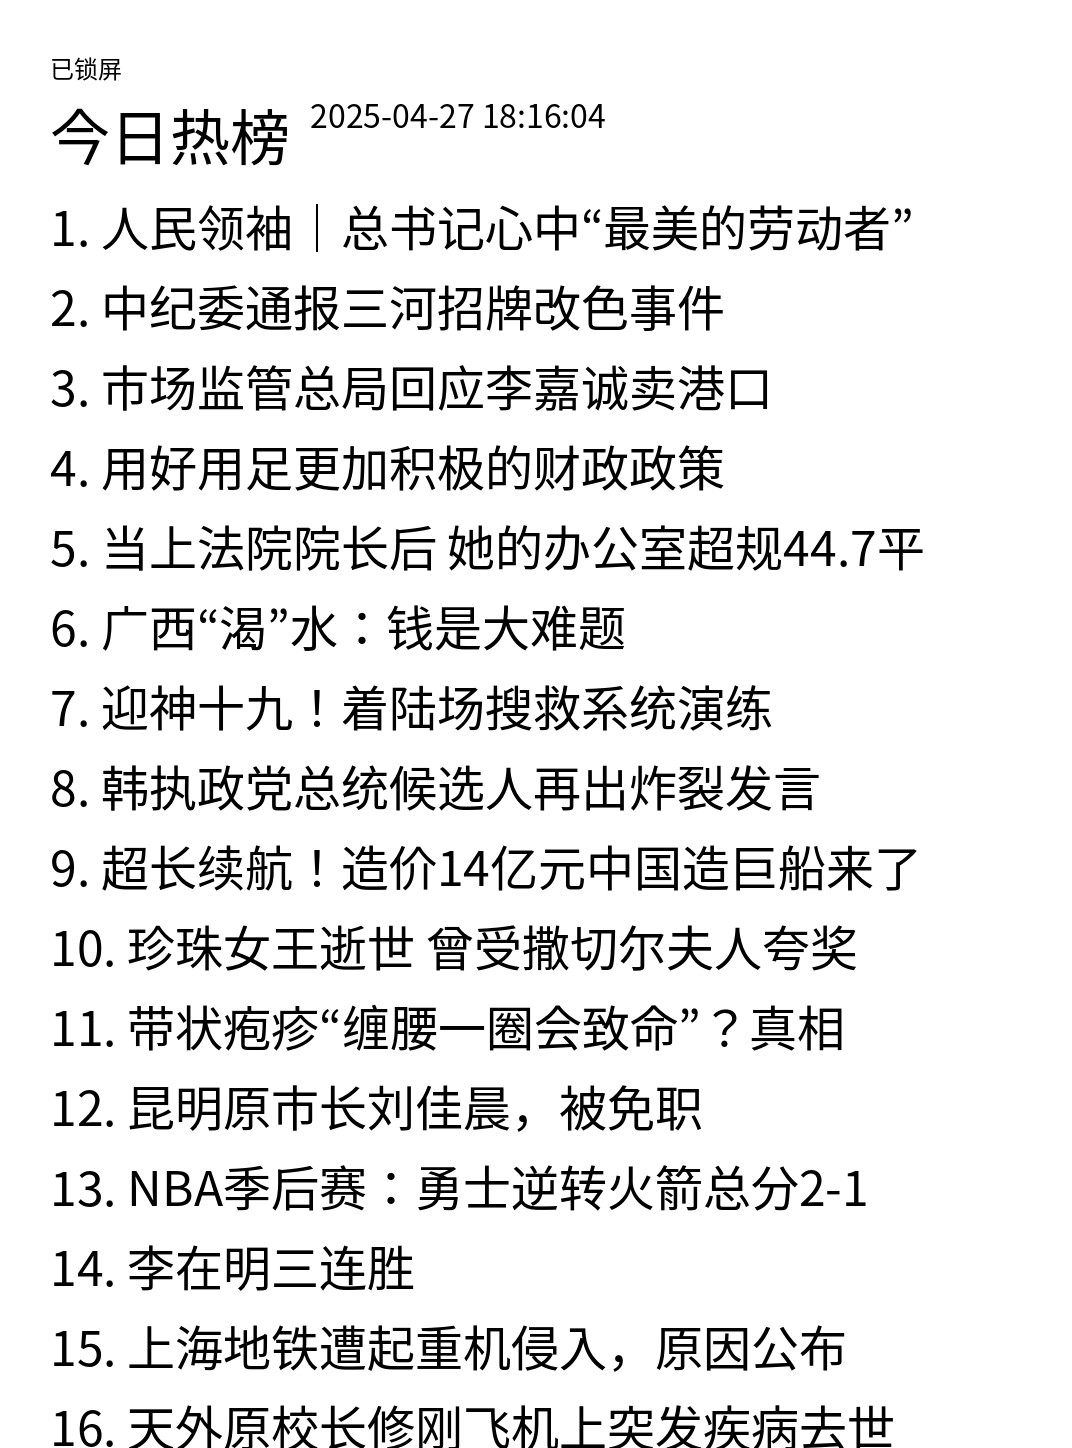 已锁屏
今日热榜 2025-04-27 18:16:04
1. 人民领袖｜总书记心中“最美的劳动者”
2. 中纪委通报三河招牌改色事件
3. 市场监管总局回应李嘉诚卖港口
4. 用好用足更加积极的财政政策
5. 当上法院院长后 她的办公室超规44.7平
6. 广西“渴”水：钱是大难题
7. 迎神十九！着陆场搜救系统演练
8. 韩执政党总统候选人再出炸裂发言
9. 超长续航！造价14亿元中国造巨船来了
10. 珍珠女王逝世 曾受撒切尔夫人夸奖
11. 带状疱疹“缠腰一圈会致命”？真相
12. 昆明原市长刘佳晨，被免职
13. NBA季后赛：勇士逆转火箭总分2-1
14. 李在明三连胜
15. 上海地铁遭起重机侵入，原因公布
16. 天外原校长修刚飞机上突发疾病去世